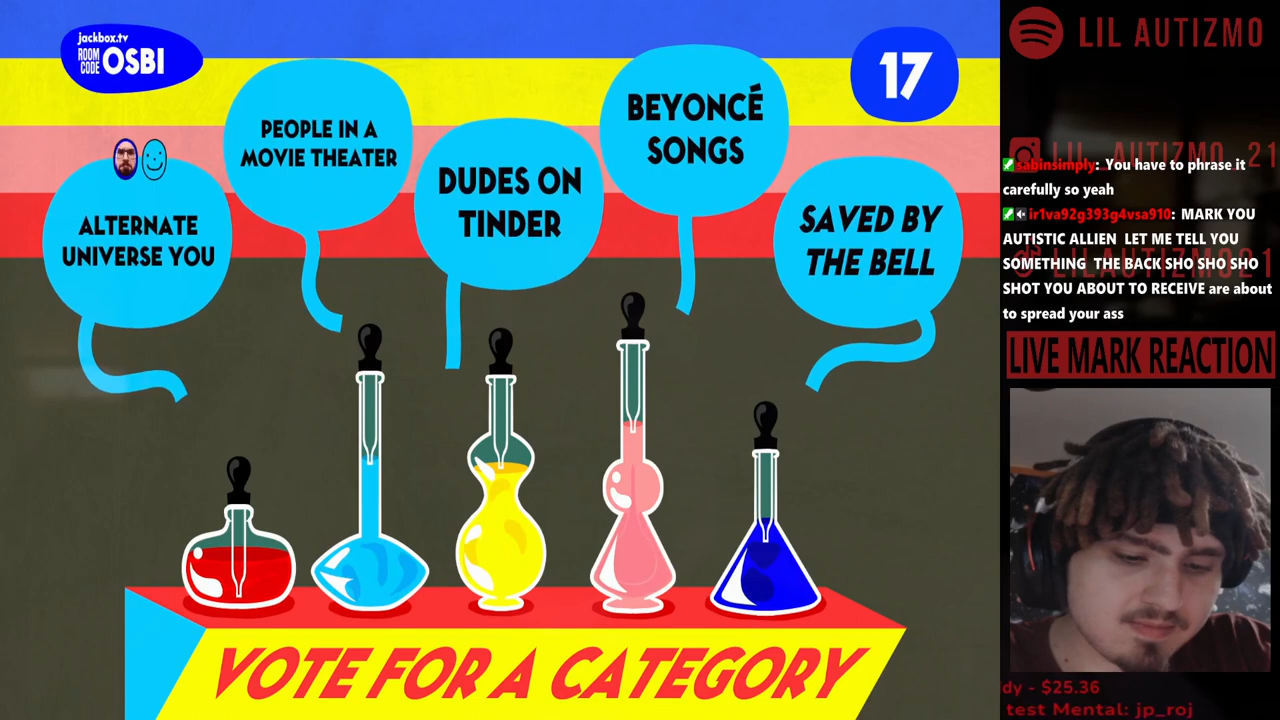 jackbox.tv
ROOM CODE OSBI
PEOPLE IN A
MOVIE THEATER
BEYONCÉ
SONGS
17
DUDES ON
TINDER
ALTERNATE
UNIVERSE YOU
SAVED BY
THE BELL
VOTE FOR A CATEGORY
LIL AUTIZMO
LIL_AUTIZMO_21
sabinsimply: You have to phrase it
carefully so yeah
ir1va92g393g4vsa910: MARK YOU
AUTISTIC ALLIEN LET ME TELL YOU
SOMETHING THE BACK SHO SHO SHO
LILAUTIZMO21
SHOT YOU ABOUT TO RECEIVE are about
to spread your ass
LIVE MARK REACTION
dy - $25.36
test Mental: jp_roj